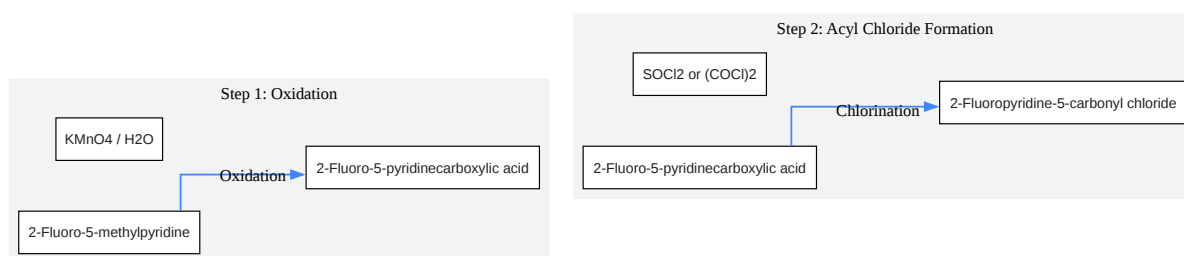 Step 1: Oxidation
KMnO4 / H2O
Oxidation
2-Fluoro-5-pyridinecarboxylic acid
2-Fluoro-5-methylpyridine
Step 2: Acyl Chloride Formation
SOCl2 or (COCl)2
Chlorination
2-Fluoropyridine-5-carbonyl chloride
2-Fluoro-5-pyridinecarboxylic acid